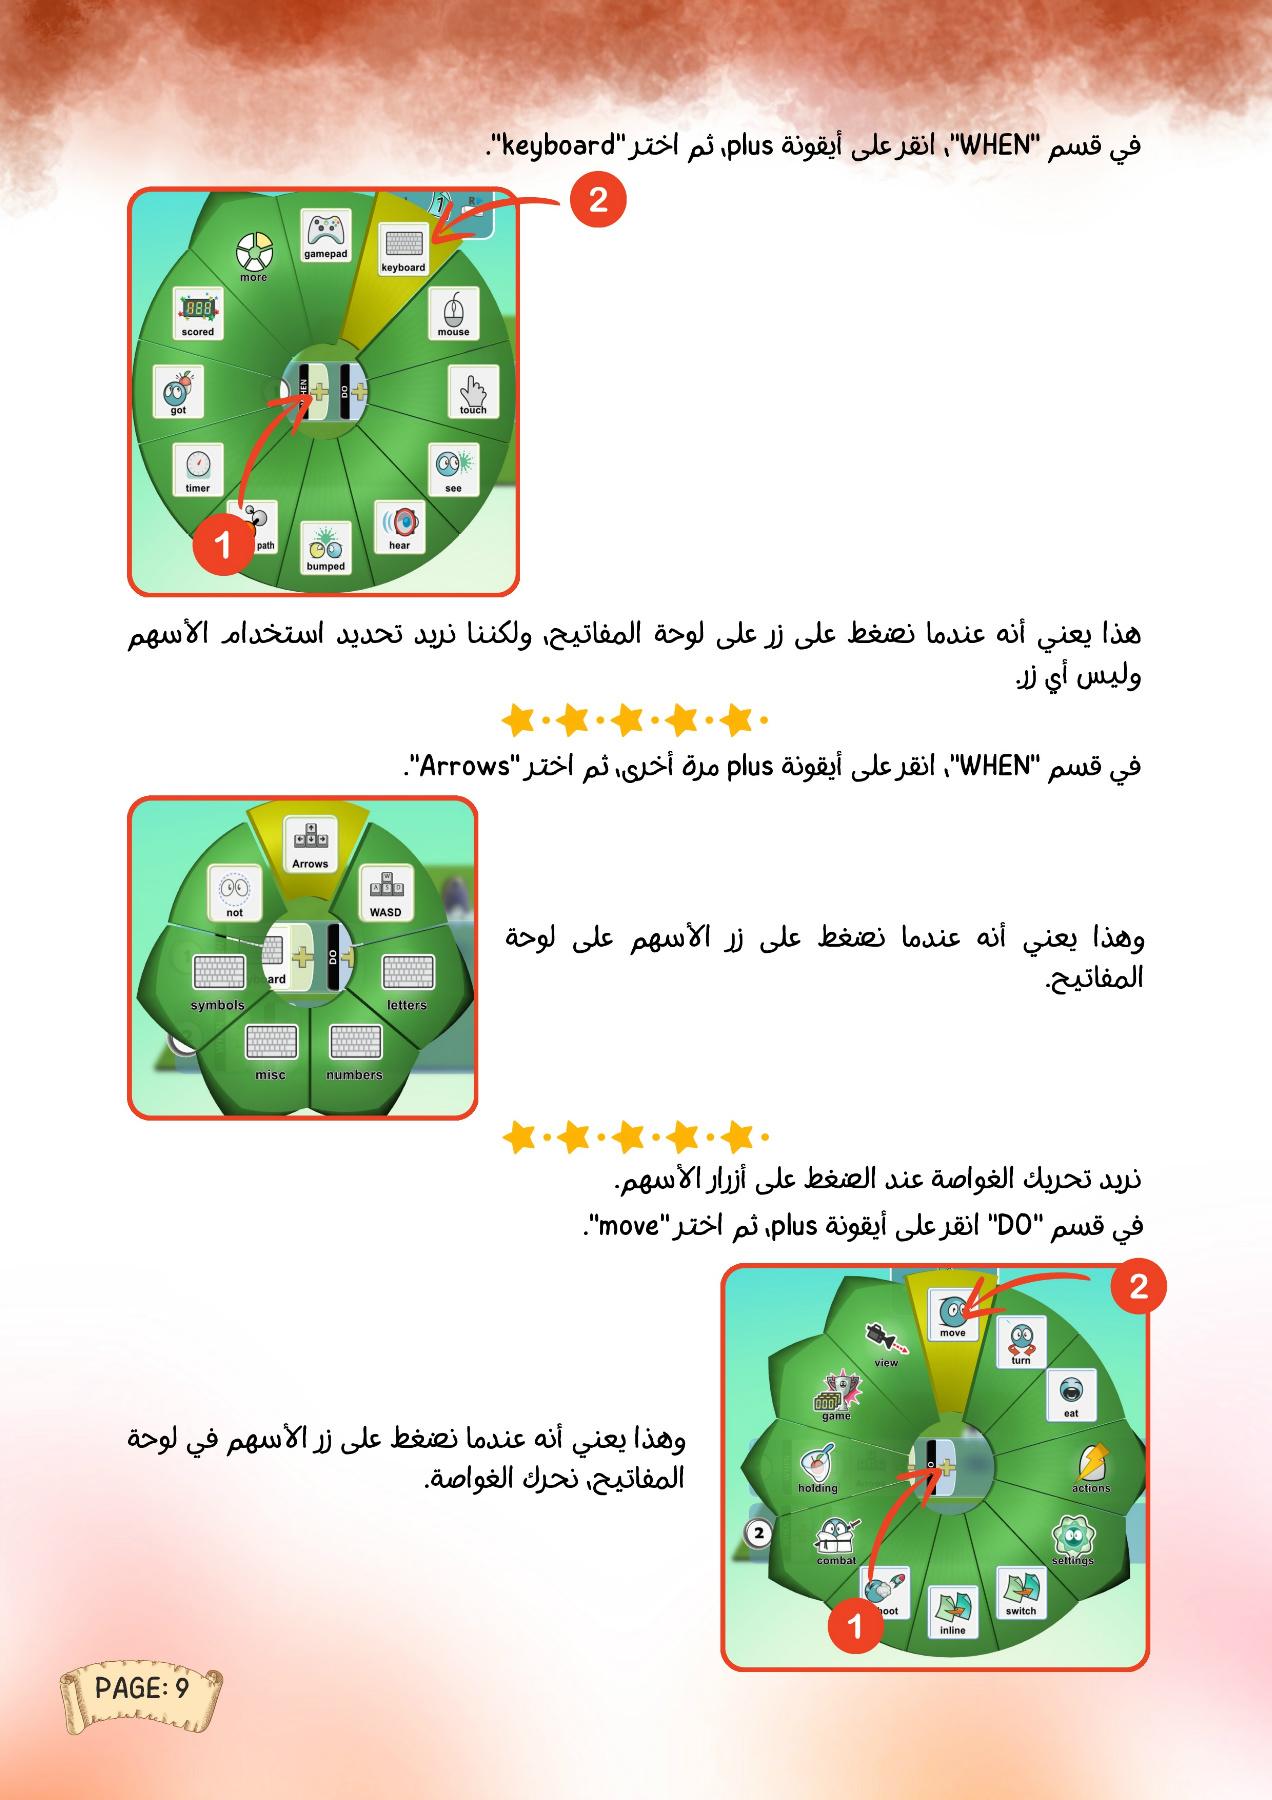 في قسم "WHEN"، انقر على أيقونة plus، ثم اختر "keyboard".
2
1
R
gamepad
keyboard
more
mouse
scored
WHEN
DO
got
touch
timer
see
1
path
hear
bumped
هذا يعني أنه عندما نضغط على زر على لوحة المفاتيح، ولكننا نريد تحديد استخدام الأسهم
وليس أي زر.
في قسم "WHEN"، انقر على أيقونة plus مرة أخرى، ثم اختر "Arrows".
Arrows
not
W
A S D
WASD
DO
board
symbols
letters
misc
numbers
وهذا يعني أنه عندما نضغط على زر الأسهم على لوحة
المفاتيح.
نريد تحريك الغواصة عند الضغط على أزرار الأسهم.
في قسم "DO" انقر على أيقونة plus، ثم اختر "move".
2
move
turn
view
eat
game
holding
actions
2
combat
settings
1
hoot
switch
inline
وهذا يعني أنه عندما نضغط على زر الأسهم في لوحة
المفاتيح، نحرك الغواصة.
PAGE: 9